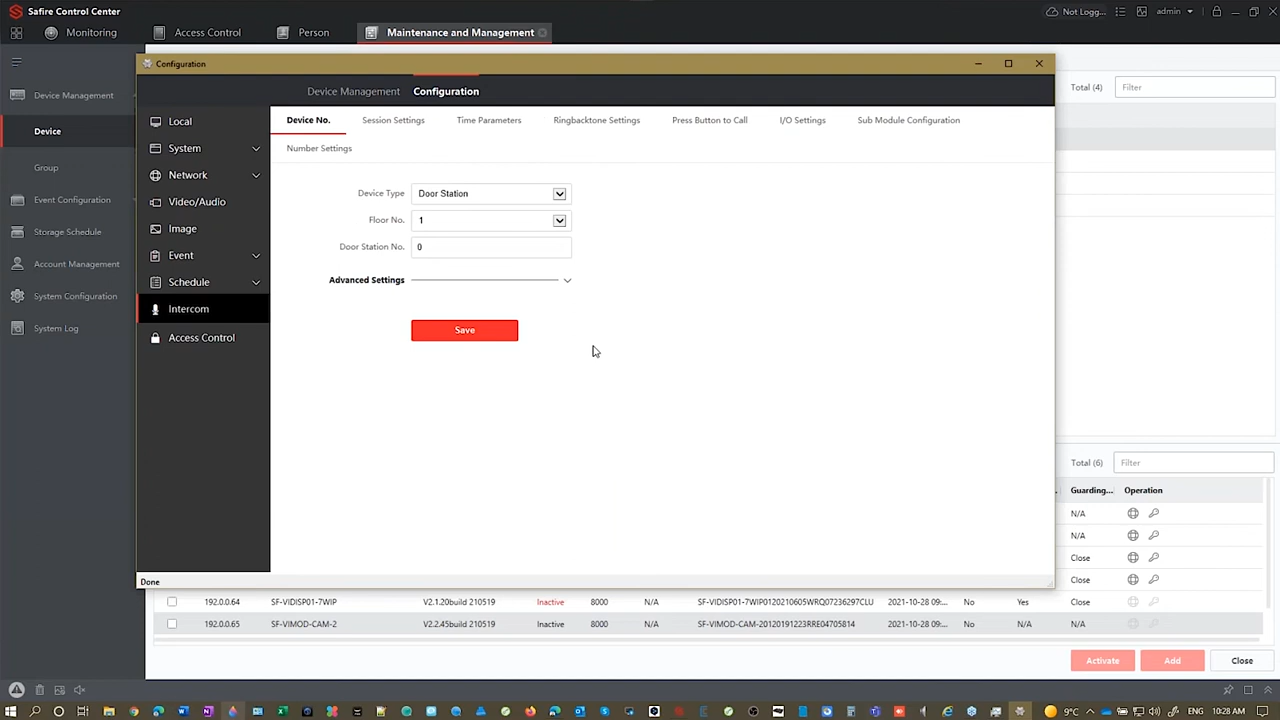 Safire Control Center
Not Logg...
admin
Monitoring
Access Control
Person
Maintenance and Management
Configuration
Total (4)
Filter
Device Management
Device
Group
Event Configuration
Storage Schedule
Account Management
System Configuration
System Log
Device Management
Configuration
Local
System
Network
Video/Audio
Image
Event
Schedule
Intercom
Access Control
Device No.
Session Settings
Time Parameters
Ringbacktone Settings
Press Button to Call
I/O Settings
Sub Module Configuration
Number Settings
Device Type
Door Station
Floor No.
1
Door Station No.
0
Advanced Settings
Save
Done
Total (6)
Filter
Guarding...
Operation
N/A
N/A
Close
Close
192.0.0.64 SF-VIDISP01-7WIP V2.1.20build 210519 Inactive 8000 N/A SF-VIDISP01-7WIP0120210605WRQ07236297CLU 2021-10-28 09:... No Yes Close
192.0.0.65 SF-VIMOD-CAM-2 V2.2.45build 210519 Inactive 8000 N/A SF-VIMOD-CAM-20120191223RRE04705814 2021-10-28 09:... No N/A N/A
Activate
Add
Close
9°C
ENG
10:28 AM